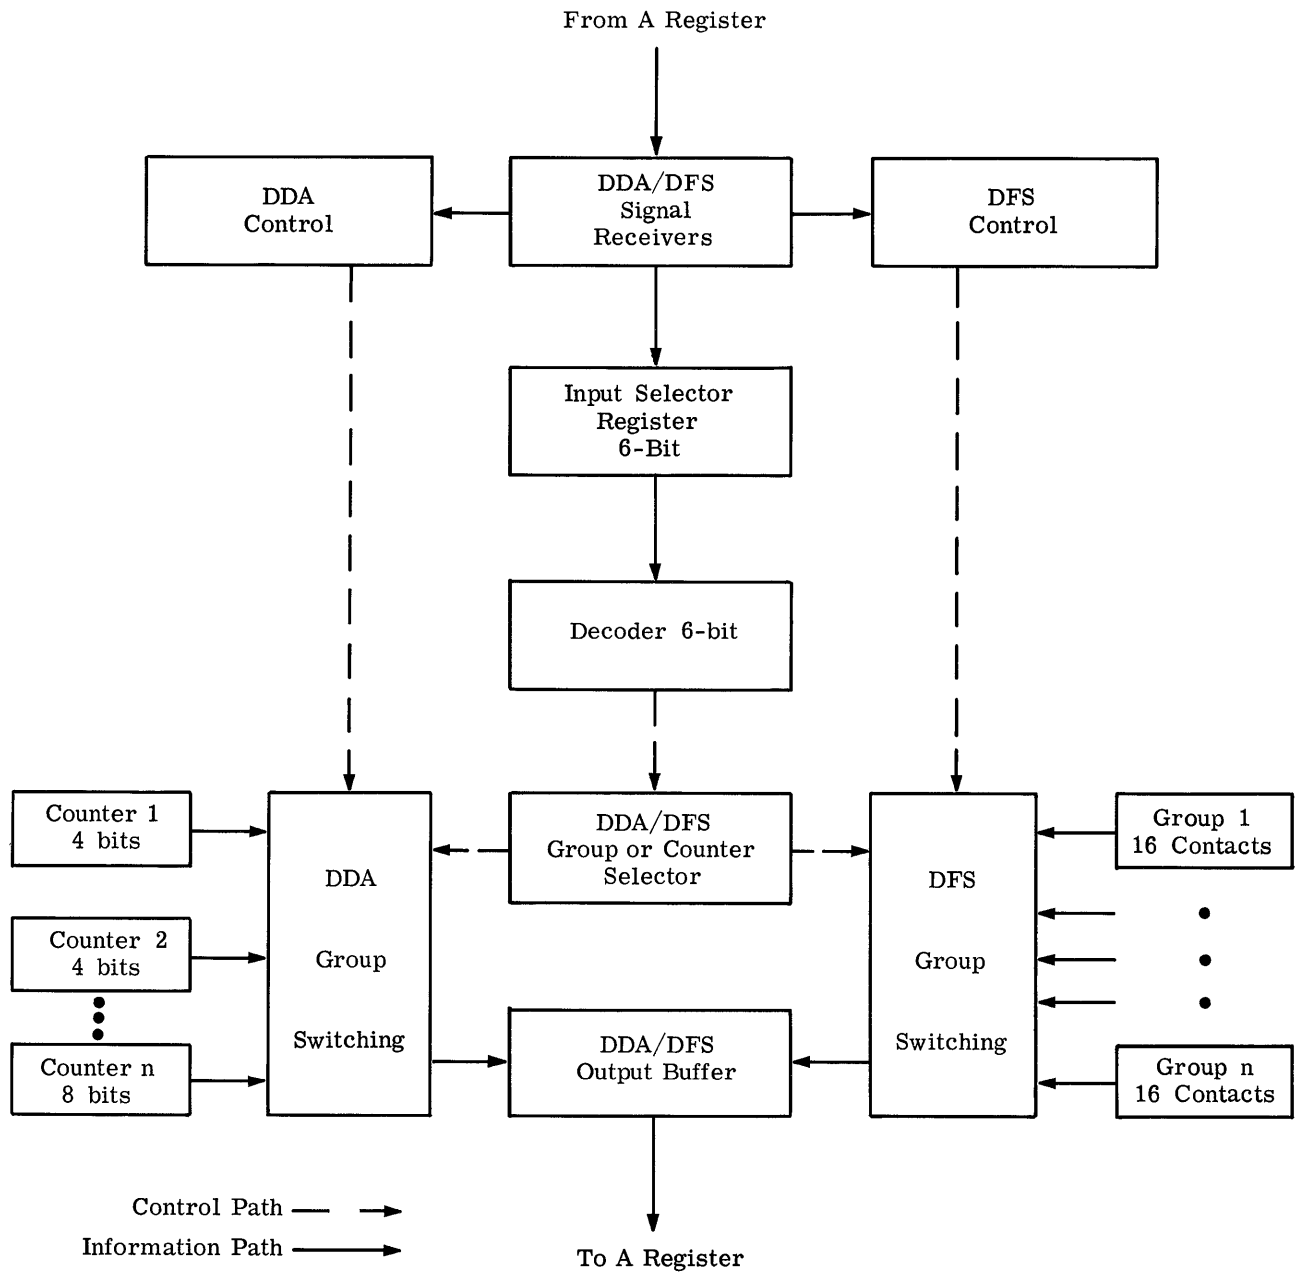 From A Register
DDA
Control
DDA/DFS
Signal
Receivers
DFS
Control
Input Selector
Register
6-Bit
Decoder 6-bit
Counter 1
4 bits
Counter 2
4 bits
Counter n
8 bits
DDA
Group
Switching
DDA/DFS
Group or Counter
Selector
DDA/DFS
Output Buffer
DFS
Group
Switching
Group 1
16 Contacts
Group n
16 Contacts
Control Path
Information Path
To A Register